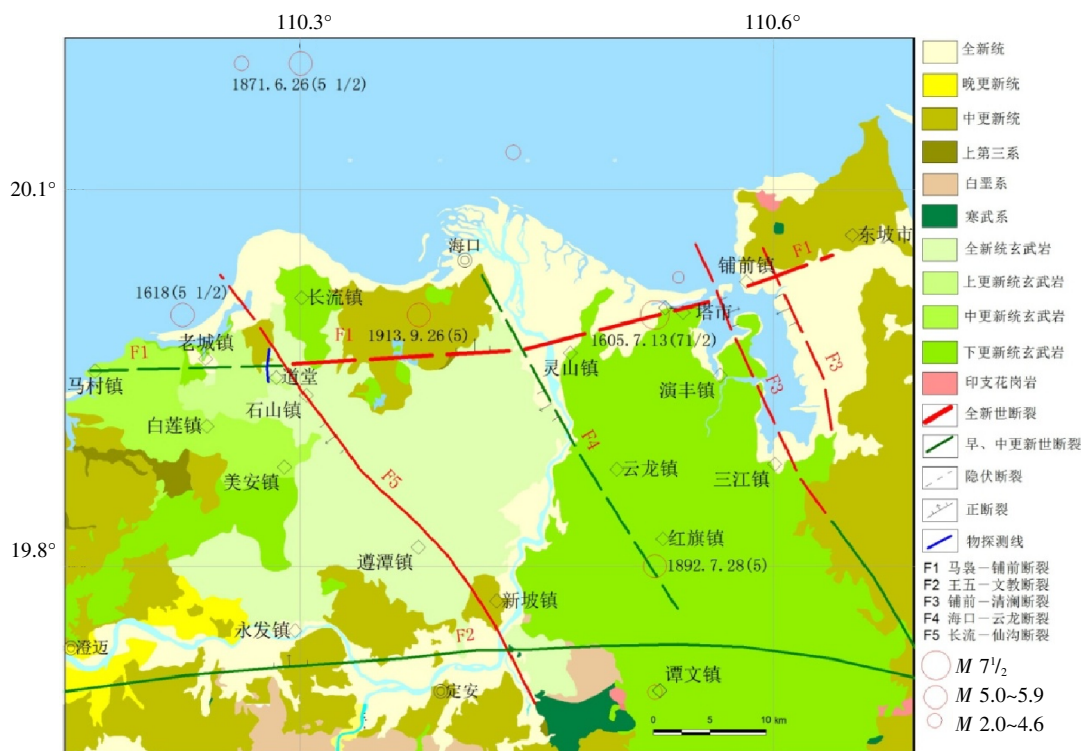 110.3°
110.6°
20.1°
19.8°
1871.6.26(5 1/2)
海口
东坡市
铺前镇
F1
1618(5 1/2)
长流镇
F1
1913.9.26(5)
塔市
1605.7.13(71/2)
F1
老城镇
马村镇
道堂
灵山镇
演丰镇
F3
F3
石山镇
白莲镇
F4
美安镇
F5
云龙镇
三江镇
遵潭镇
红旗镇
1892.7.28(5)
新坡镇
永发镇
F2
澄迈
定安
谭文镇
0 5 10 km
全新统
晚更新统
中更新统
上第三系
白垩系
寒武系
全新统玄武岩
上更新统玄武岩
中更新统玄武岩
下更新统玄武岩
印支花岗岩
全新世断裂
早、中更新世断裂
隐伏断裂
正断裂
物探测线
F1 马袅－铺前断裂
F2 王五－文教断裂
F3 铺前－清澜断裂
F4 海口－云龙断裂
F5 长流－仙沟断裂
M 7 1/2
M 5.0~5.9
M 2.0~4.6